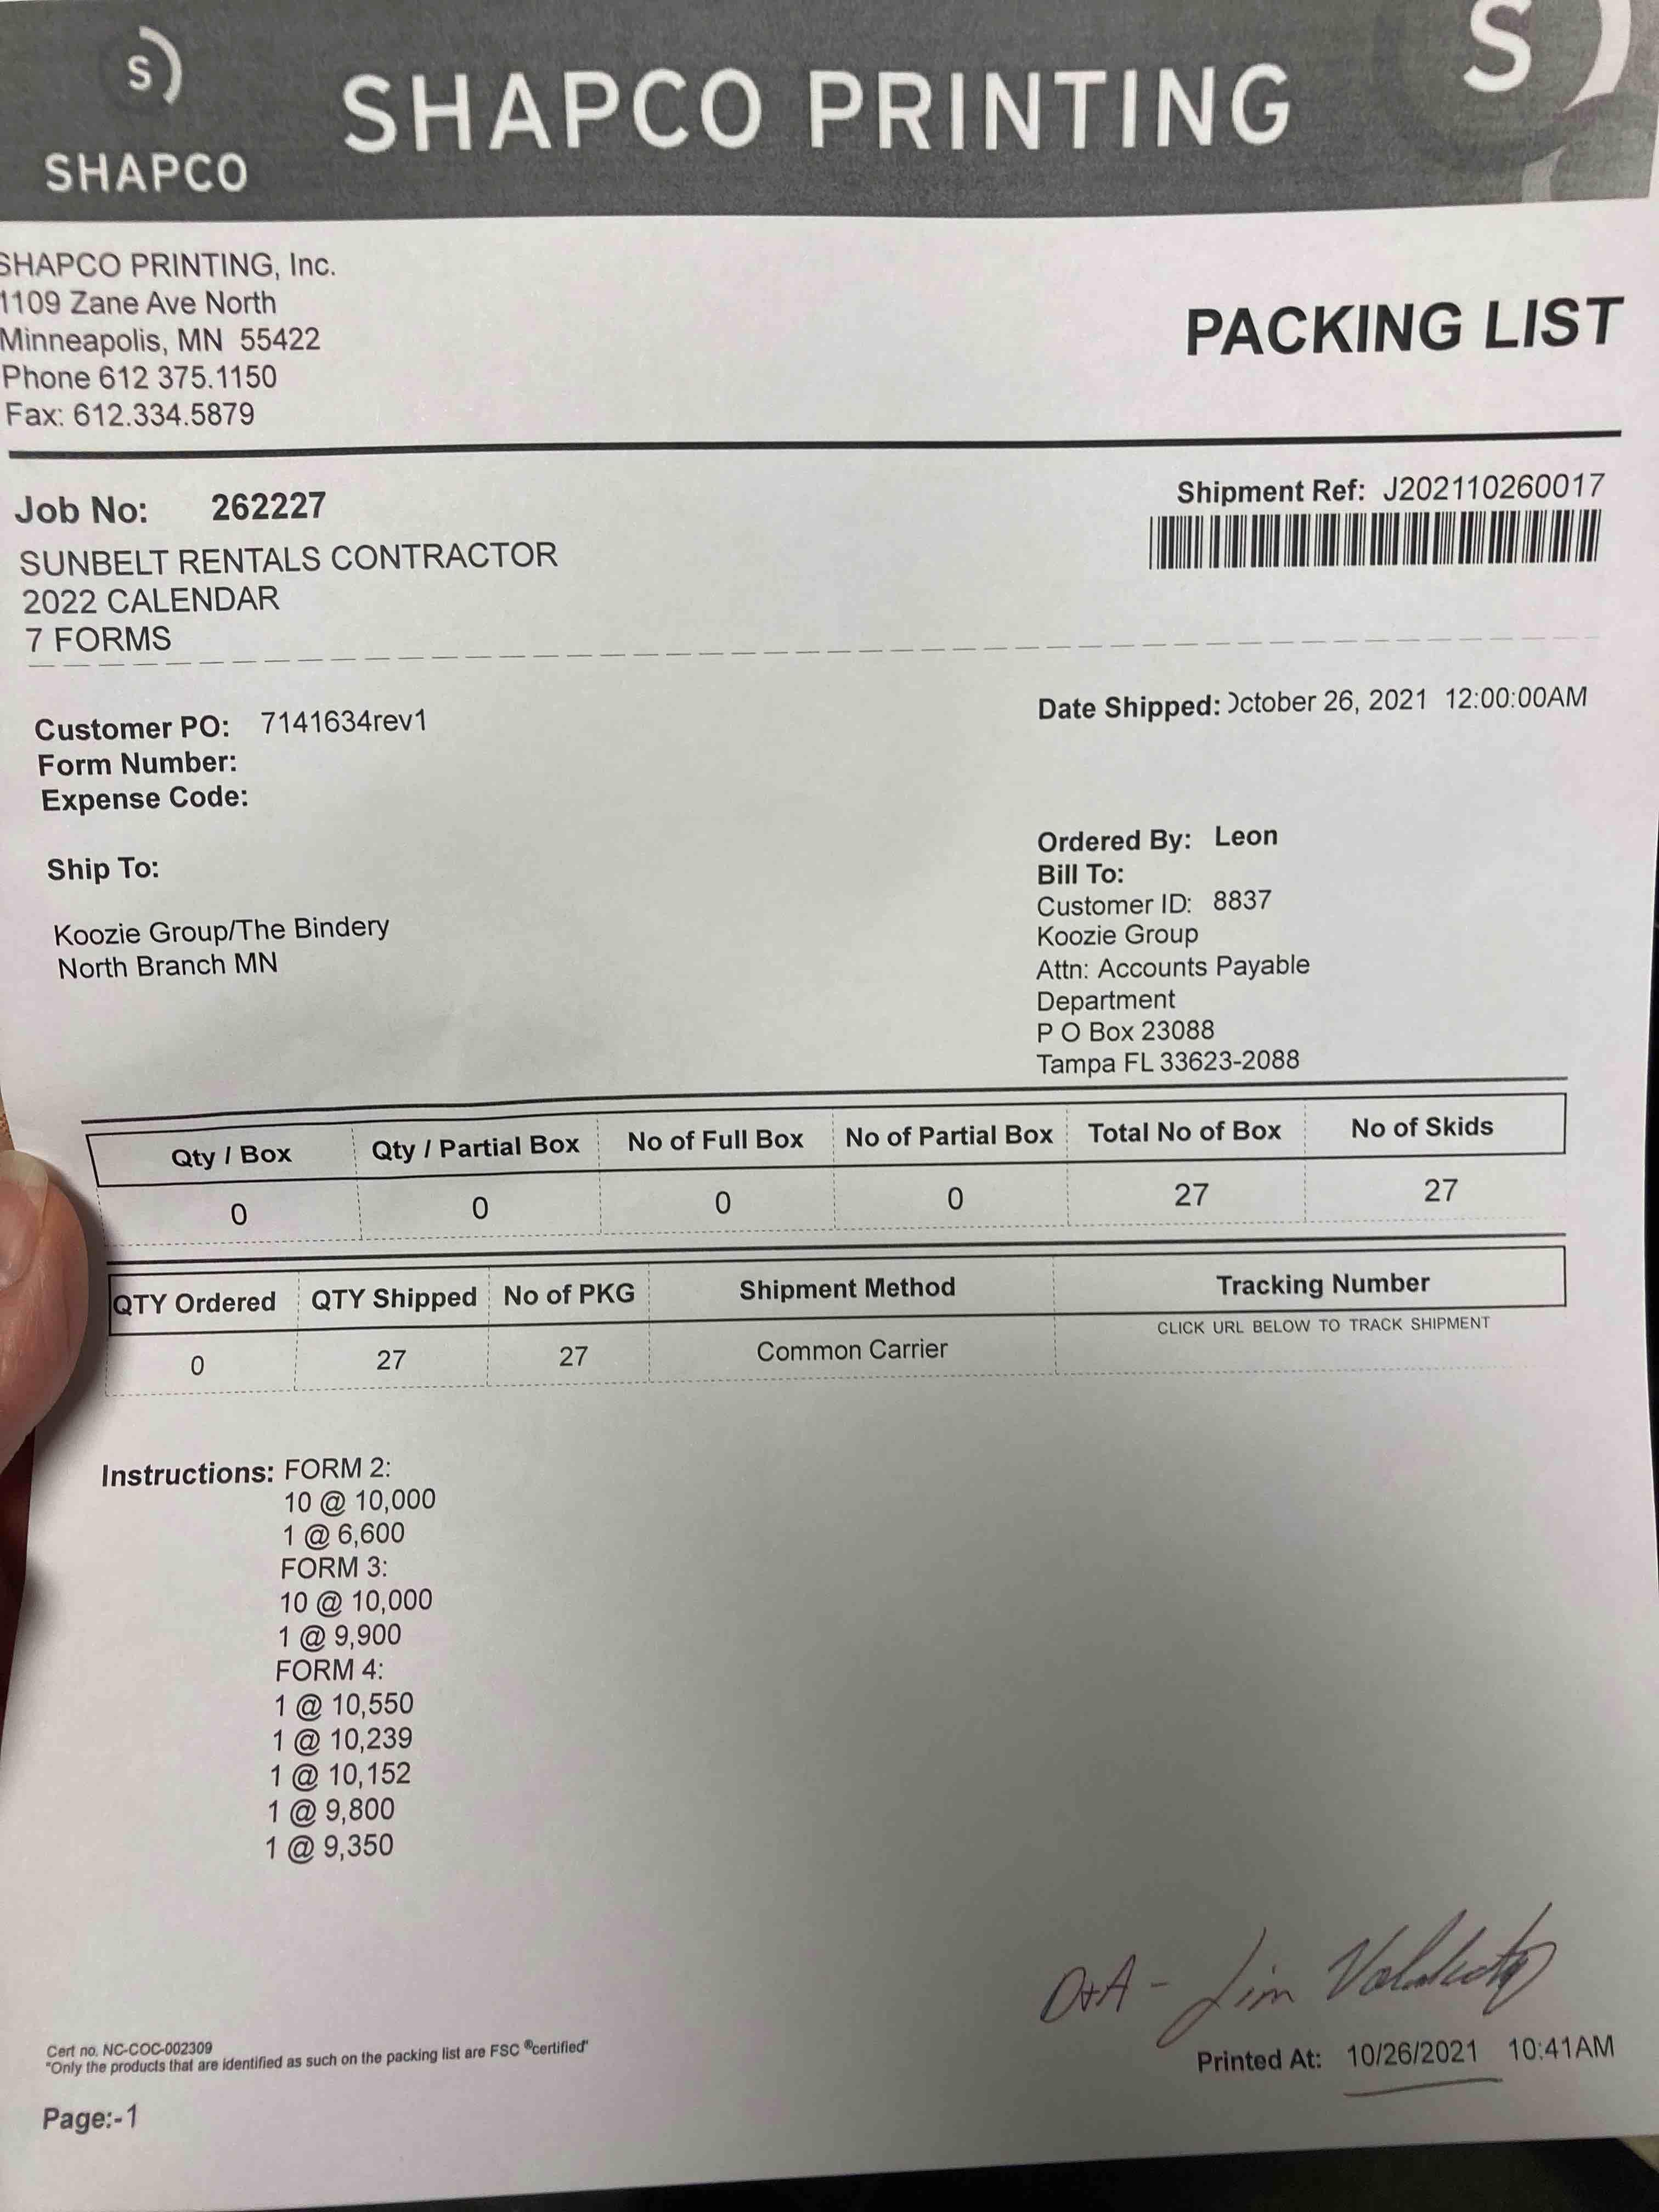 S
SHAPCO
SHAPCO PRINTING
S
SHAPCO PRINTING, Inc.
1109 Zane Ave North
Minneapolis, MN 55422
Phone 612 375.1150
Fax: 612.334.5879
PACKING LIST
Job No: 262227
SUNBELT RENTALS CONTRACTOR
2022 CALENDAR
7 FORMS
Shipment Ref: J202110260017
Customer PO: 7141634rev1
Form Number:
Expense Code:
Date Shipped: October 26, 2021 12:00:00AM
Ship To:
Koozie Group/The Bindery
North Branch MN
Ordered By: Leon
Bill To:
Customer ID: 8837
Koozie Group
Attn: Accounts Payable
Department
P O Box 23088
Tampa FL 33623-2088
Qty / Box Qty / Partial Box No of Full Box No of Partial Box Total No of Box No of Skids
0 0 0 0 27 27
QTY Ordered QTY Shipped No of PKG Shipment Method Tracking Number
CLICK URL BELOW TO TRACK SHIPMENT
0 27 27 Common Carrier
Instructions: FORM 2:
10 @ 10,000
1 @ 6,600
FORM 3:
10 @ 10,000
1 @ 9,900
FORM 4:
1 @ 10,550
1 @ 10,239
1 @ 10,152
1 @ 9,800
1 @ 9,350
D+A - Jim
Cert no. NC-COC-002309
"Only the products that are identified as such on the packing list are FSC ®certified"
Printed At: 10/26/2021 10:41AM
Page:-1